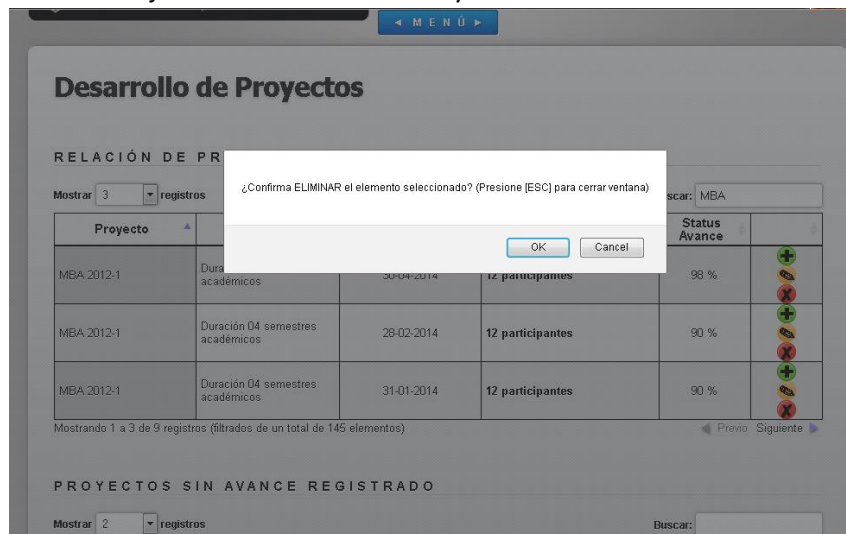 ◄ M E N Ú ►
Desarrollo de Proyectos
RELACIÓN DE PR
¿Confirma ELIMINAR el elemento seleccionado? (Presione [ESC] para cerrar ventana)
OK Cancel
Mostrar 3 registros scar: MBA
Proyecto Status Avance
MBA 2012-1 Dura académicos 30-04-2014 12 participantes 98 %
MBA 2012-1 Duración 04 semestres académicos 28-02-2014 12 participantes 90 %
MBA 2012-1 Duración 04 semestres académicos 31-01-2014 12 participantes 90 %
Mostrando 1 a 3 de 9 registros (filtrados de un total de 145 elementos) Previo Siguiente
PROYECTOS SIN AVANCE REGISTRADO
Mostrar 2 registros Buscar: